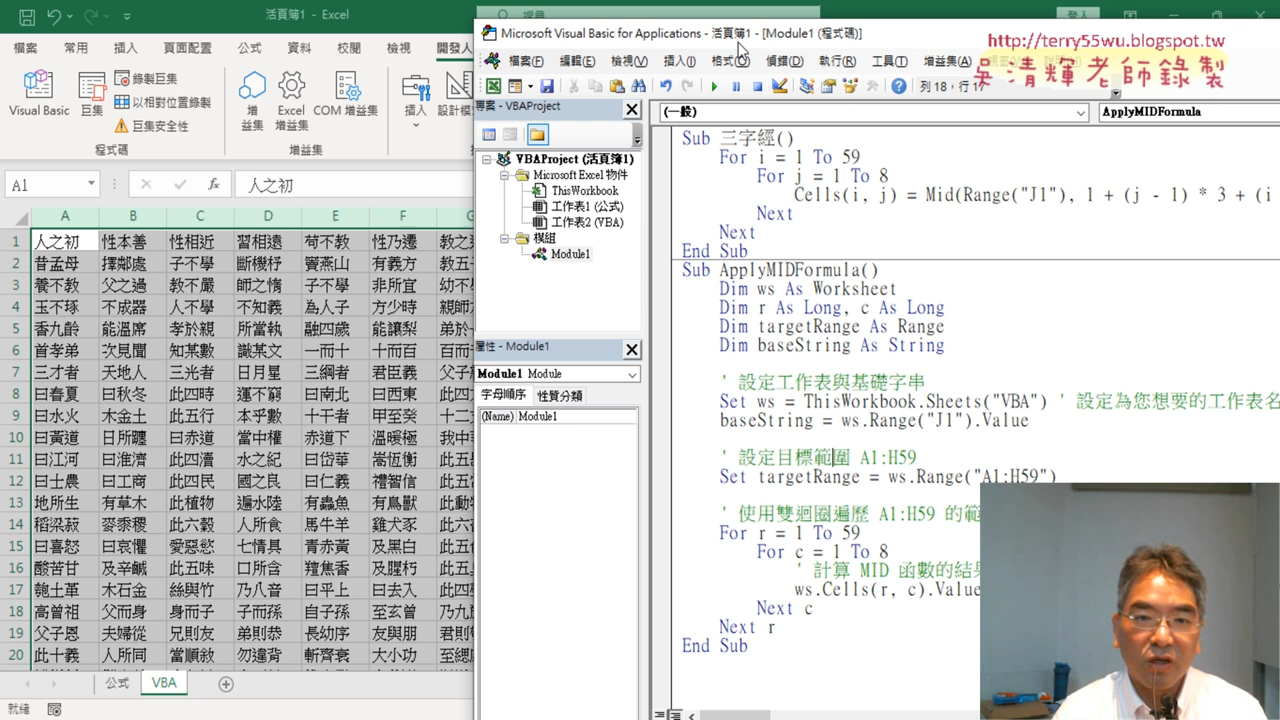 活頁簿1 - Excel
搜尋
登入
檔案 常用 插入 頁面配置 公式 資料 校閱 檢視 開發人
Visual Basic
巨集
錄製巨集
以相對位置錄製
巨集安全性
程式碼
增益集
Excel 增益集
COM 增益集
增益集
插入
設計模
A1
人之初
Microsoft Visual Basic for Applications - 活頁簿1 - [Module1 (程式碼)]
http://terry55wu.blogspot.tw
吳清輝老師錄製
檔案(F) 編輯(E) 檢視(V) 插入(I) 格式(O) 偵錯(D) 執行(R) 工具(T) 增益集(A)
列 18, 行 1
專案 - VBAProject
VBAProject (活頁簿1)
Microsoft Excel 物件
ThisWorkbook
工作表1 (公式)
工作表2 (VBA)
模組
Module1
屬性 - Module1
Module1 Module
字母順序 性質分類
(Name) Module1
(一般)
ApplyMIDFormula
Sub 三字經()
For i = 1 To 59
For j = 1 To 8
Cells(i, j) = Mid(Range("J1"), 1 + (j - 1) * 3 + (i
Next
Next
End Sub
Sub ApplyMIDFormula()
Dim ws As Worksheet
Dim r As Long, c As Long
Dim targetRange As Range
Dim baseString As String
' 設定工作表與基礎字串
Set ws = ThisWorkbook.Sheets("VBA") ' 設定為您想要的工作表名
baseString = ws.Range("J1").Value
' 設定目標範圍 A1:H59
Set targetRange = ws.Range("A1:H59")
' 使用雙迴圈遍歷 A1:H59 的範
For r = 1 To 59
For c = 1 To 8
' 計算 MID 函數的結果
ws.Cells(r, c).Value
Next c
Next r
End Sub
A B C D E F G
1 人之初 性本善 性相近 習相遠 苟不教 性乃遷 教之
2 昔孟母 擇鄰處 子不學 斷機杼 竇燕山 有義方 教五
3 養不教 父之過 教不嚴 師之惰 子不學 非所宜 幼不
4 玉不琢 不成器 人不學 不知義 為人子 方少時 親師
5 香九齡 能溫席 孝於親 所當執 融四歲 能讓梨 弟於
6 首孝弟 次見聞 知某數 識某文 一而十 十而百 百而
7 三才者 天地人 三光者 日月星 三綱者 君臣義 父子
8 曰春夏 曰秋冬 此四時 運不窮 曰南北 曰西東 此四
9 曰水火 木金土 此五行 本乎數 十干者 甲至癸 十二
10 曰黃道 日所躔 曰赤道 當中權 赤道下 溫暖極 我中
11 曰江河 曰淮濟 此四瀆 水之紀 曰岱華 嵩恆衡
12 曰士農 曰工商 此四民 國之良 曰仁義 禮智信 此五
13 地所生 有草木 此植物 遍水陸 有蟲魚 有鳥獸 此動
14 稻粱菽 麥黍稷 此六穀 人所食 馬牛羊 雞犬豕 此六
15 曰喜怒 曰哀懼 愛惡慾 七情具 青赤黃 及黑白 此五
16 酸苦甘 及辛鹹 此五味 口所含 羶焦香 及腥朽 此五
17 匏土革 木石金 絲與竹 乃八音 曰平上 曰去入 此四
18 高曾祖 父而身 身而子 子而孫 自子孫 至玄曾 乃九
19 父子恩 夫婦從 兄則友 弟則恭 長幼序 友與朋 君則
20 此十義 人所同 當順敘 勿違背 斬齊衰 大小功 至緦
公式 VBA
就緒